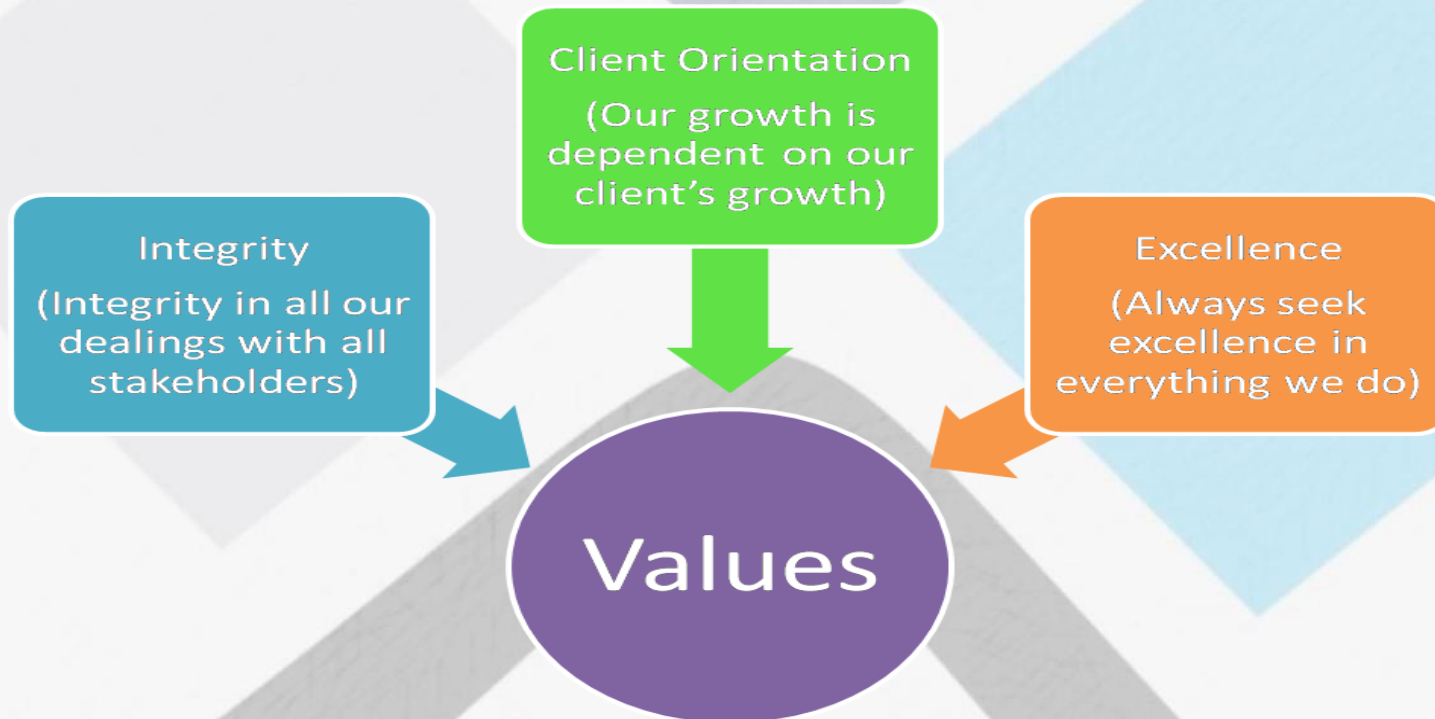 Client Orientation
(Our growth is
dependent on our
client’s growth)
Integrity
(Integrity in all our
dealings with all
stakeholders)
Excellence
(Always seek
excellence in
everything we do)
Values